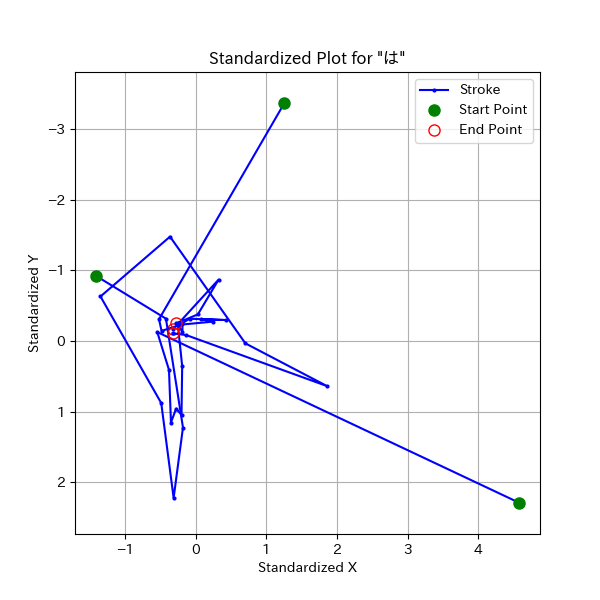 Standardized Plot for "は"
Stroke
Start Point
End Point
Standardized Y
−3
−2
−1
0
1
2
−1 0 1 2 3 4
Standardized X